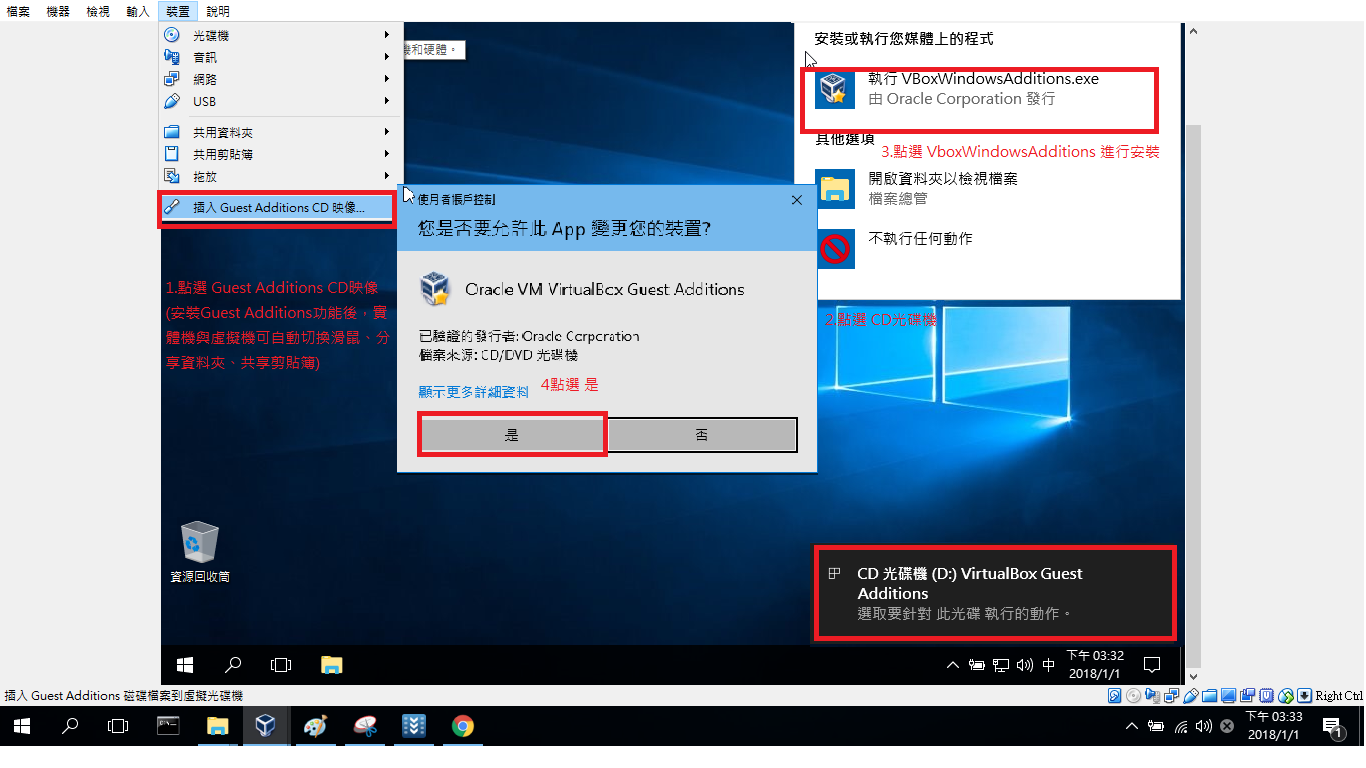 檔案 機器 檢視 輸入 裝置 說明
光碟機
音訊
網路
USB
共用資料夾
共用剪貼簿
拖放
插入 Guest Additions CD 映像...
和硬體。
1.點選 Guest Additions CD映像
(安裝Guest Additions功能後，實
體機與虛擬機可自動切換滑鼠、分
享資料夾、共享剪貼簿)
安裝或執行您媒體上的程式
執行 VBoxWindowsAdditions.exe
由 Oracle Corporation 發行
其他選項
3.點選 VboxWindowsAdditions 進行安裝
開啟資料夾以檢視檔案
檔案總管
不執行任何動作
2.點選 CD光碟機
使用者帳戶控制
您是否要允許此 App 變更您的裝置?
Oracle VM VirtualBox Guest Additions
已驗證的發行者: Oracle Corporation
檔案來源: CD/DVD 光碟機
顯示更多詳細資料
4點選 是
是 否
資源回收筒
CD 光碟機 (D:) VirtualBox Guest
Additions
選取要針對 此光碟 執行的動作。
中
下午 03:32
2018/1/1
插入 Guest Additions 磁碟檔案到虛擬光碟機
Right Ctrl
下午 03:33
2018/1/1
1